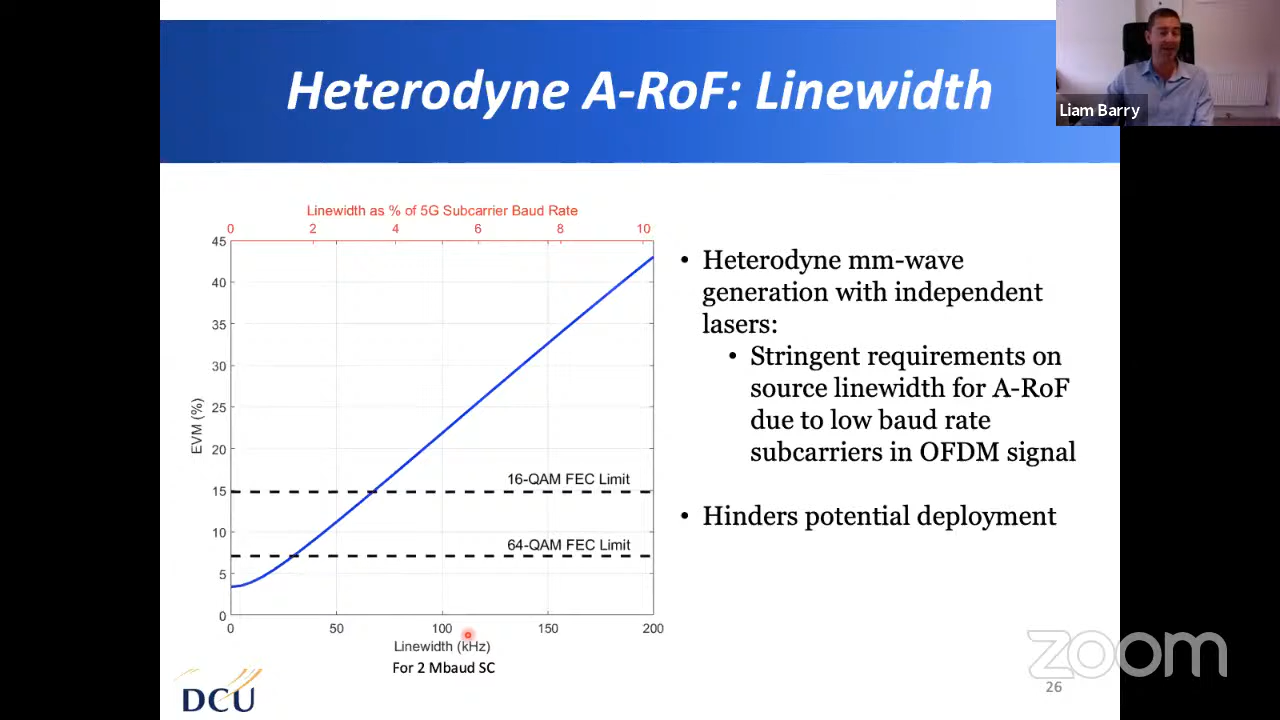 Heterodyne A-RoF: Linewidth
Liam Barry
Linewidth as % of 5G Subcarrier Baud Rate
0 2 4 6 8 10
45
40
35
30
25
20
15
10
5
0
EVM (%)
16-QAM FEC Limit
64-QAM FEC Limit
0 50 100 150 200
Linewidth (kHz)
For 2 Mbaud SC
• Heterodyne mm-wave
generation with independent
lasers:
• Stringent requirements on
source linewidth for A-RoF
due to low baud rate
subcarriers in OFDM signal
• Hinders potential deployment
DCU
zoom
26